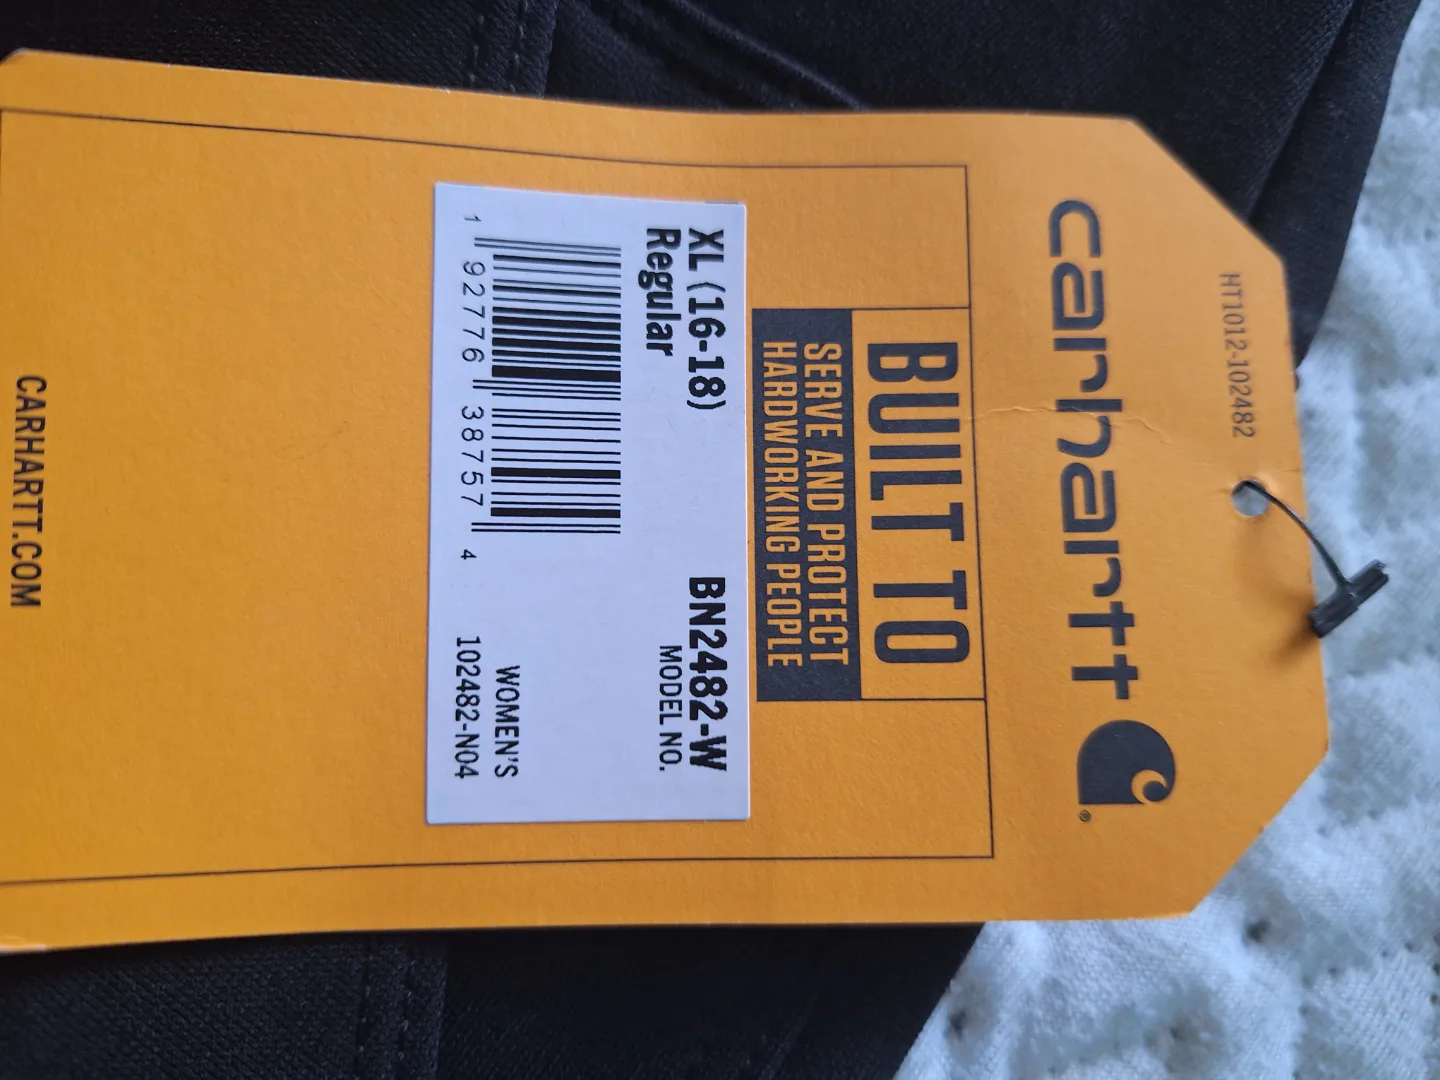 HT1012-102482
carhartt
®
BUILT TO
SERVE AND PROTECT
HARDWORKING PEOPLE
XL (16-18) BN2482-W
Regular MODEL NO.
WOMEN'S
1 92776 38757 4 102482-N04
CARHARTT.COM